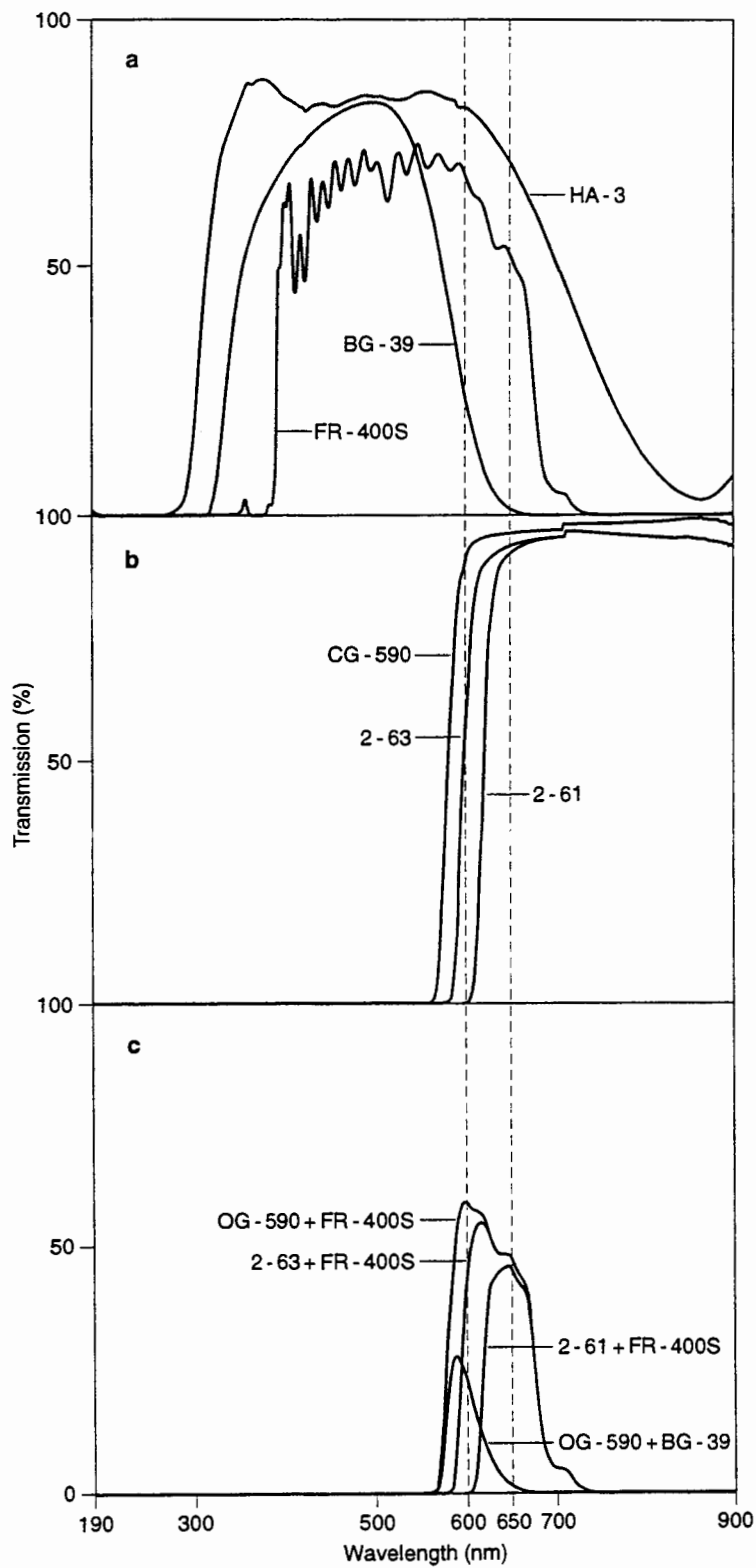 100
a
HA - 3
50
BG - 39
FR - 400S
100
b
CG - 590
2 - 63
50
2 - 61
Transmission (%)
100
c
OG - 590 + FR - 400S
50
2 - 63 + FR - 400S
2 - 61 + FR - 400S
OG - 590 + BG - 39
0
190 300 500 600 650 700 900
Wavelength (nm)